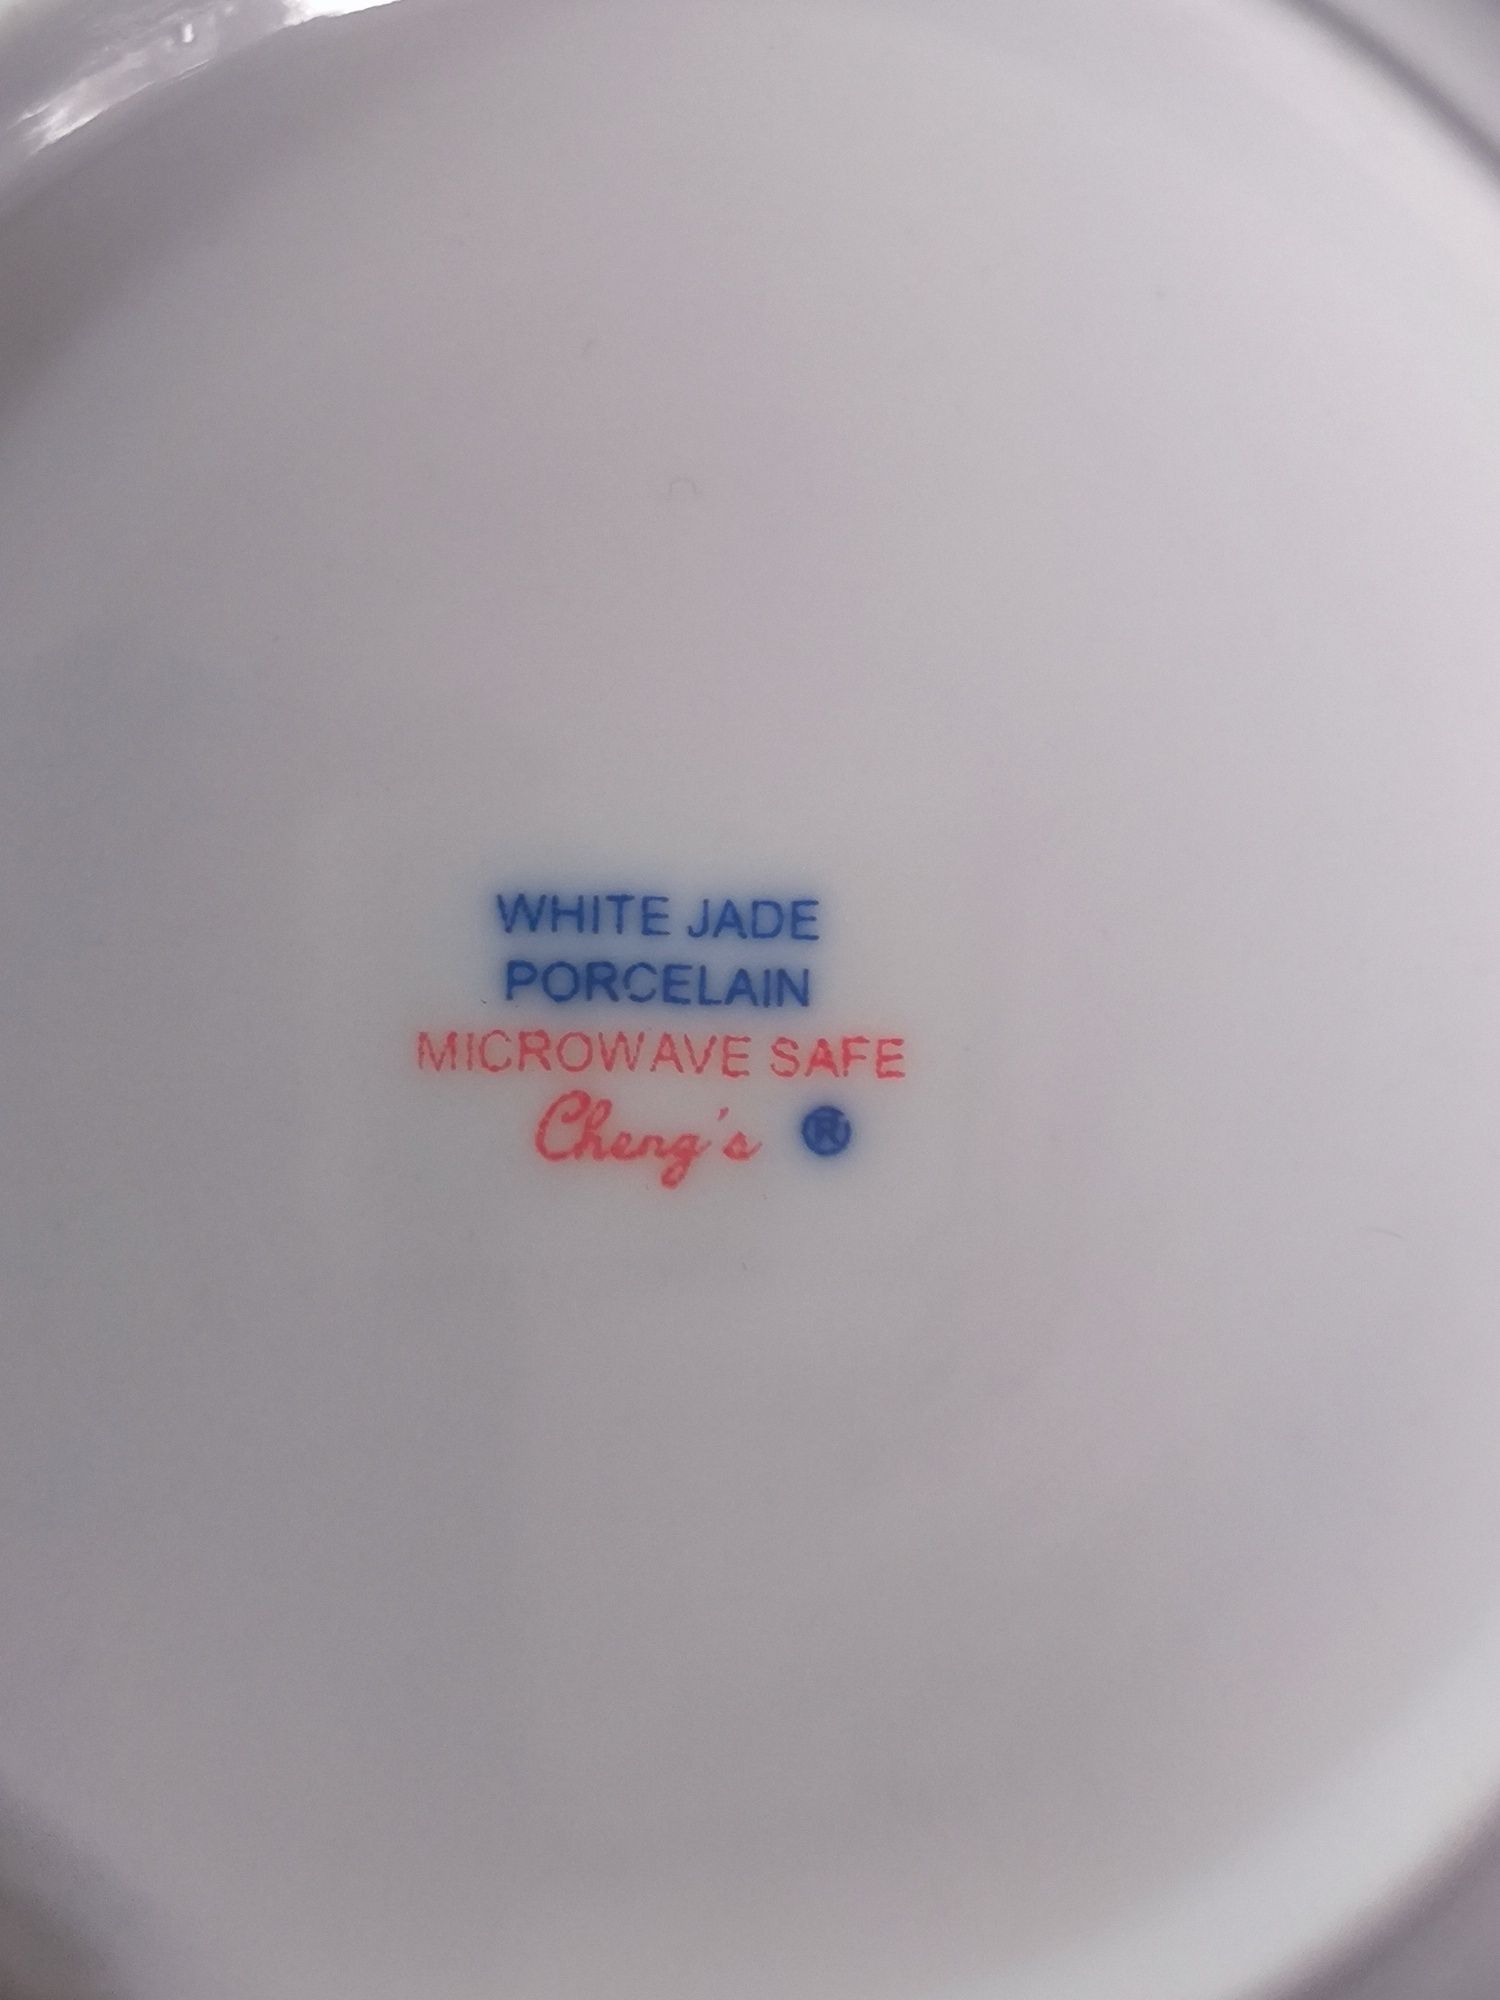 WHITE JADE
PORCELAIN
MICROWAVE SAFE
Cheng's ®